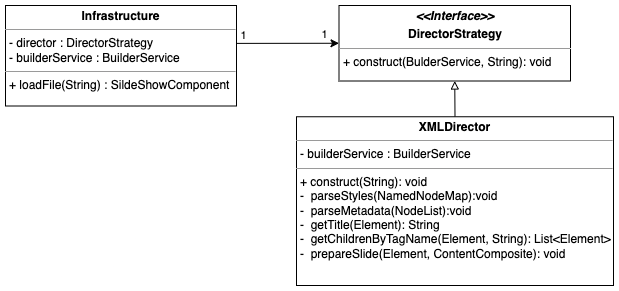 Infrastructure
- director : DirectorStrategy
- builderService : BuilderService
+ loadFile(String) : SildeShowComponent
1
1
<<Interface>>
DirectorStrategy
+ construct(BulderService, String): void
XMLDirector
- builderService : BuilderService
+ construct(String): void
- parseStyles(NamedNodeMap):void
- parseMetadata(NodeList):void
- getTitle(Element): String
- getChildrenByTagName(Element, String): List<Element>
- prepareSlide(Element, ContentComposite): void